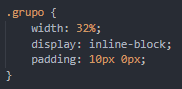 .grupo {
    width: 32%;
    display: inline-block;
    padding: 10px 0px;
}